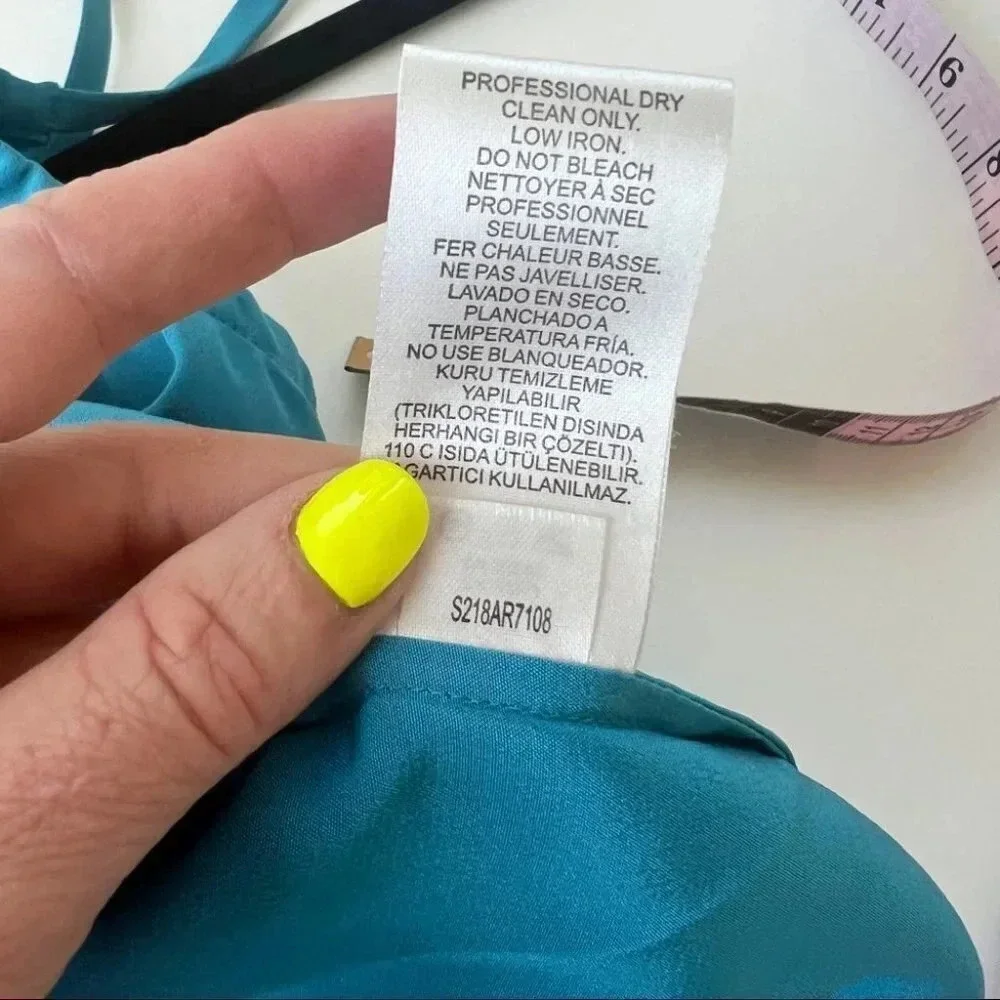 PROFESSIONAL DRY
CLEAN ONLY.
LOW IRON.
DO NOT BLEACH
NETTOYER À SEC
PROFESSIONNEL
SEULEMENT.
FER CHALEUR BASSE.
NE PAS JAVELLISER.
LAVADO EN SECO.
PLANCHADO A
TEMPERATURA FRÍA.
NO USE BLANQUEADOR.
KURU TEMIZLEME
YAPILABILIR
(TRIKLORETILEN DISINDA
HERHANGI BIR ÇÖZELTI).
110 C ISIDA ÜTÜLENEBILIR.
KULLANILMAZ.
S218AR7108
6